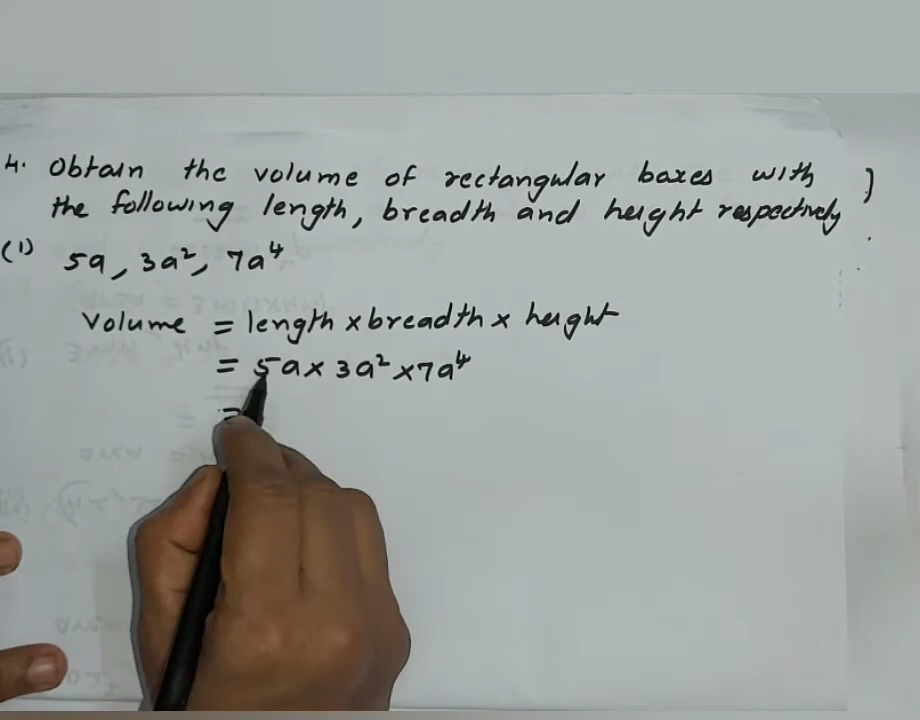 4. Obtain the volume of rectangular boxes with
the following length, breadth and height respectively
(1) 5a, 3a², 7a⁴
Volume = length × breadth × height
= 5a × 3a² × 7a⁴
=